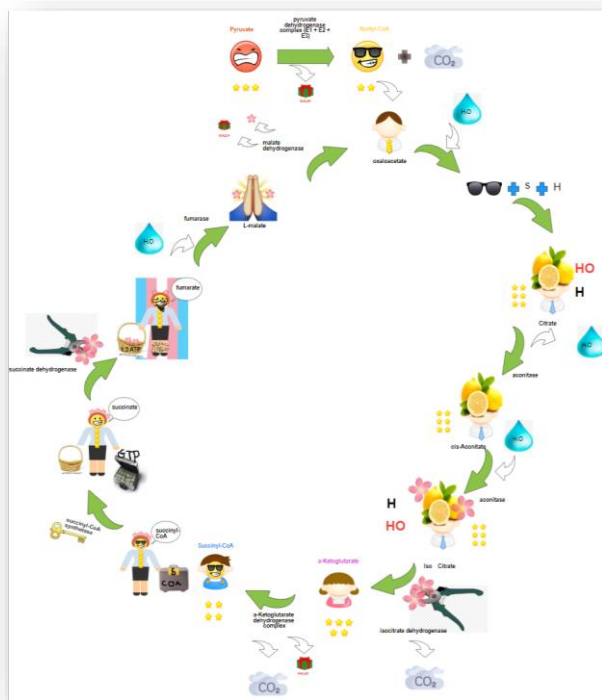 Pyruvate
pyruvate
dehydrogenase
complex (E1 + E2 +
E3)
Acetyl-CoA
CO₂
malate
dehydrogenase
oxaloacetate
H₂O
S
H
fumarase
L-malate
H₂O
HO
H
Citrate
H₂O
fumarate
succinate dehydrogenase
aconitase
cis-Aconitate
H₂O
succinate
GTP
aconitase
H
HO
Iso Citrate
succinyl-CoA
synthetase
succinyl-
CoA
S
COA
Succinyl-CoA
a-Ketoglutarate
a-Ketoglutarate
dehydrogenase
complex
isocitrate dehydrogenase
CO₂
CO₂